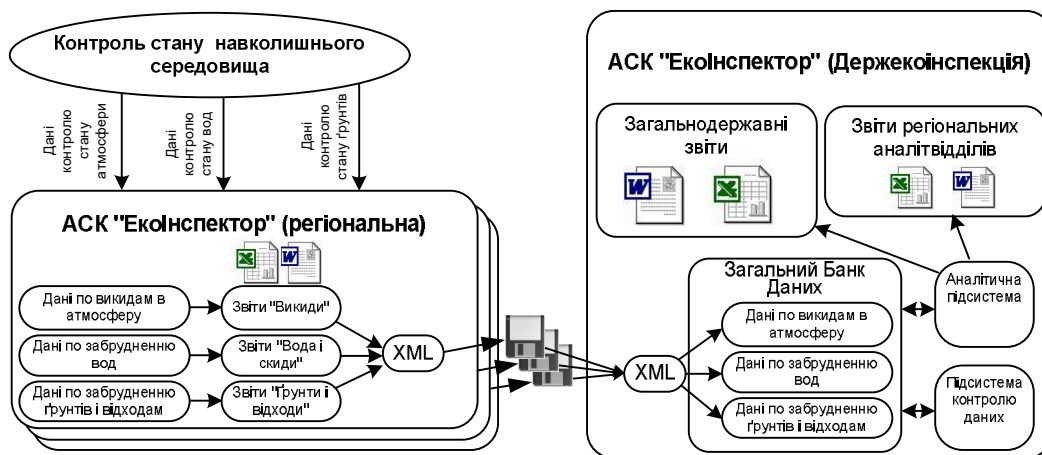 Контроль стану навколишнього
середовища
Дані
контролю
стану
атмосфери
Дані
контролю
стану вод
Дані
контролю
стану ґрунтів
АСК "ЕкоІнспектор" (регіональна)
Дані по викидам в
атмосферу
Звіти "Викиди"
Дані по забрудненню
вод
Звіти "Вода і
скиди"
Дані по забрудненню
ґрунтів і відходам
Звіти "Ґрунти і
відходи"
XML
АСК "ЕкоІнспектор" (Держекоінспекція)
Загальнодержавні
звіти
Звіти регіональних
аналітвідділів
Загальний Банк
Даних
XML
Дані по викидам в
атмосферу
Дані по забрудненню
вод
Дані по забрудненню
ґрунтів і відходам
Аналітична
підсистема
Підсистема
контролю
даних